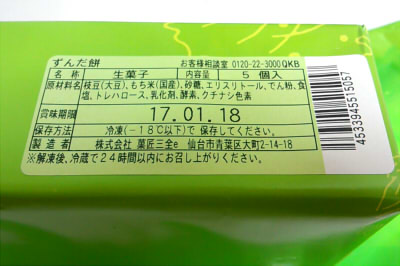 ずんだ餅 お客様相談室 0120-22-3000QKB
名称 生菓子 内容量 5個入
原材料名 枝豆(大豆)、もち米(国産)、砂糖、エリスリトール、でん粉、食
塩、トレハロース、乳化剤、酵素、クチナシ色素
賞味期限 17.01.18
保存方法 冷凍(-18℃以下)で保存してください。
製造者 株式会社 菓匠三全e 仙台市青葉区大町2-14-18
※解凍後、冷蔵で24時間以内にお召し上がりください。
4533945515057